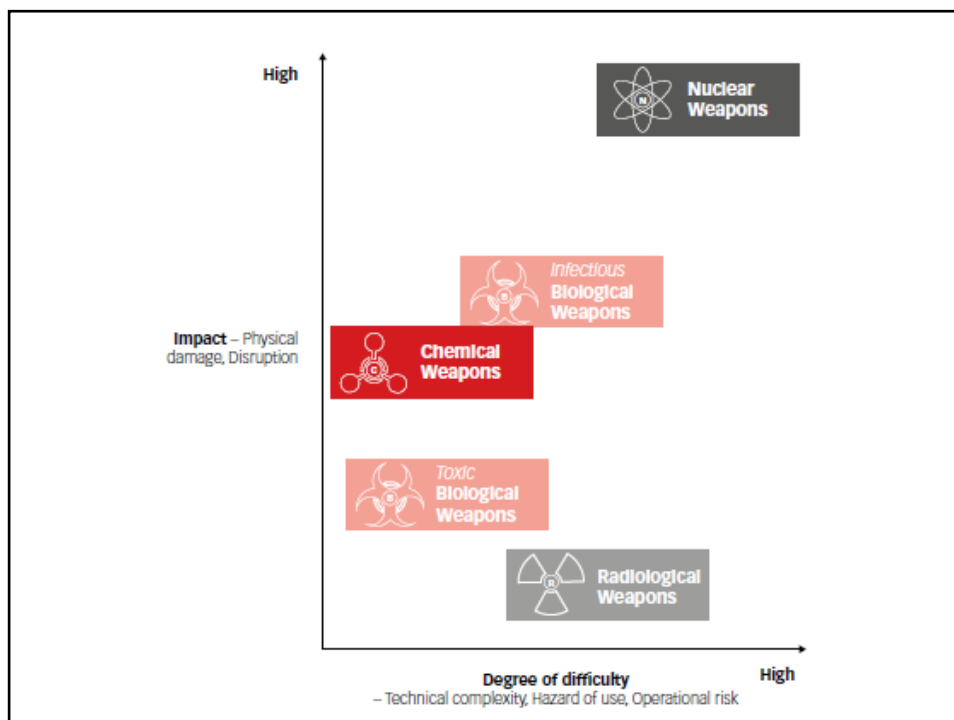 High
N
Nuclear
Weapons
B
Infectious
Biological
Weapons
Impact – Physical
damage, Disruption
C
Chemical
Weapons
B
Toxic
Biological
Weapons
R
Radiological
Weapons
High
Degree of difficulty
– Technical complexity, Hazard of use, Operational risk